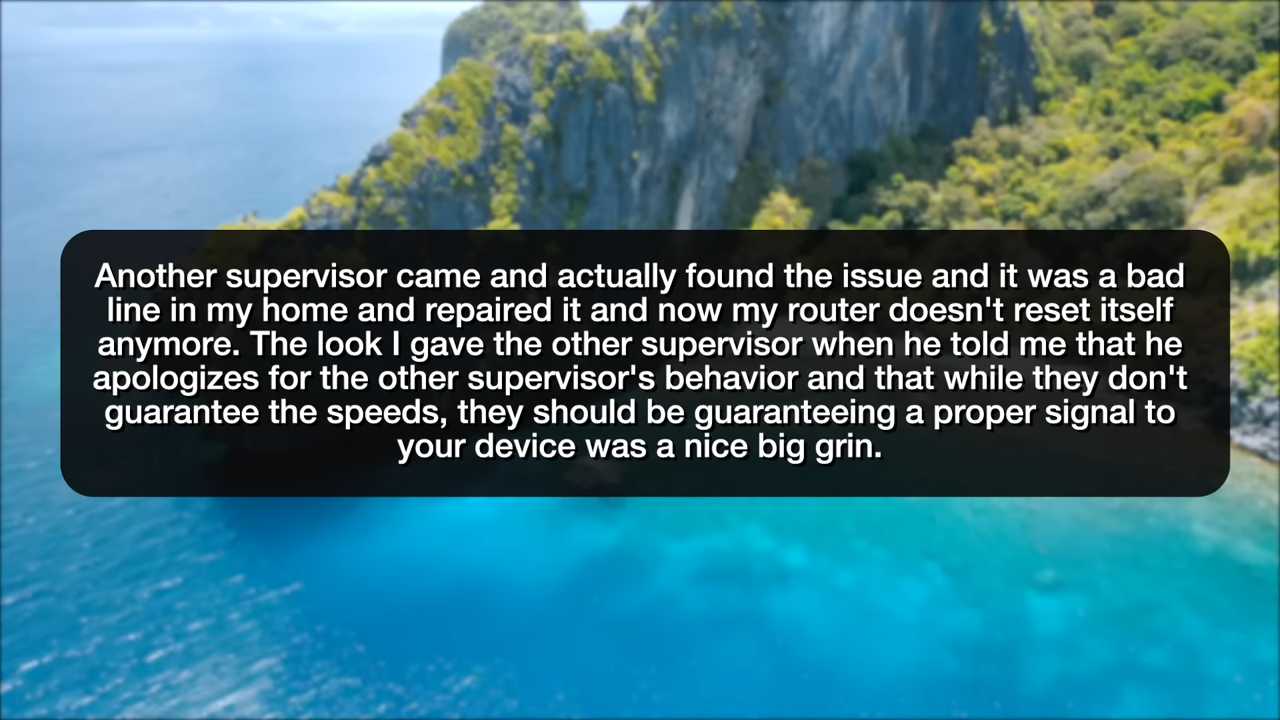 Another supervisor came and actually found the issue and it was a bad
line in my home and repaired it and now my router doesn't reset itself
anymore. The look I gave the other supervisor when he told me that he
apologizes for the other supervisor's behavior and that while they don't
guarantee the speeds, they should be guaranteeing a proper signal to
your device was a nice big grin.